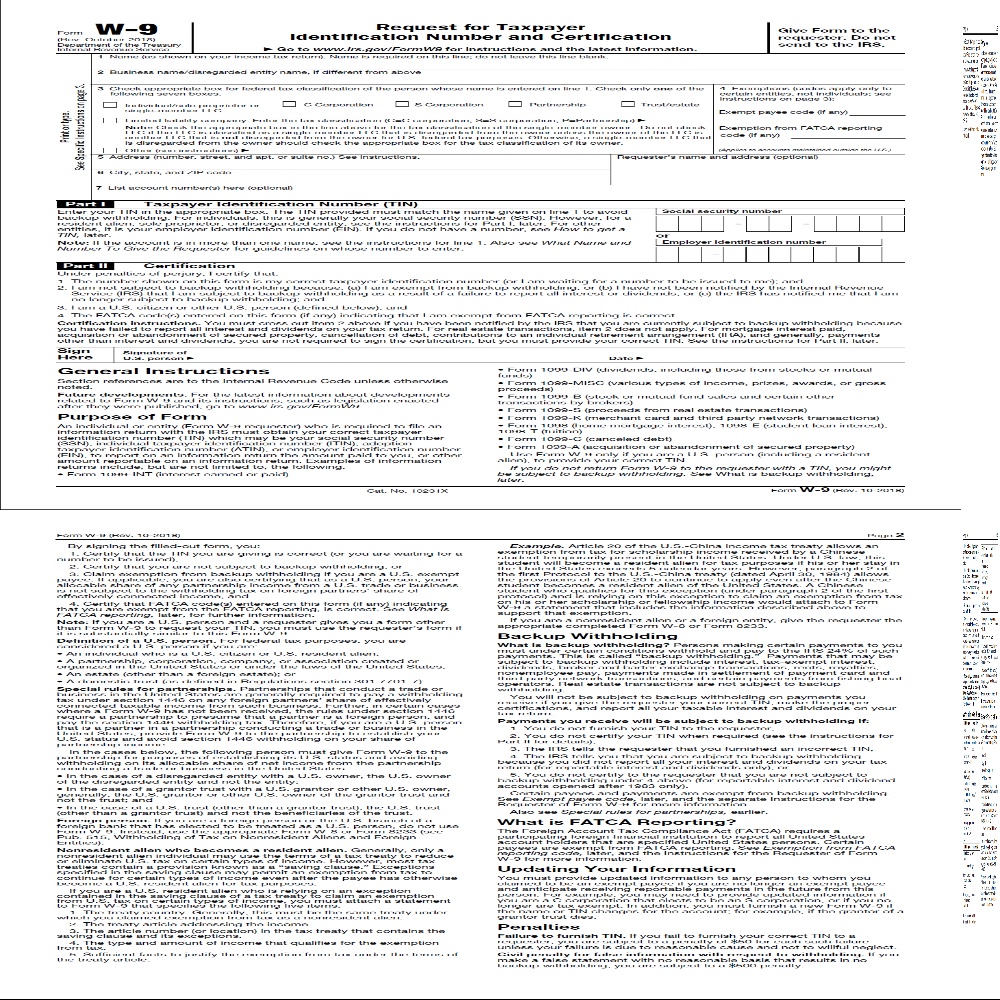 Form W-9
(Rev. October 2018)
Department of the Treasury
Internal Revenue Service
Request for Taxpayer
Identification Number and Certification
► Go to www.irs.gov/FormW9 for instructions and the latest information.
Give Form to the
requester. Do not
send to the IRS.
Print or type.
See Specific Instructions on page 3.
1 Name (as shown on your income tax return). Name is required on this line; do not leave this line blank.
2 Business name/disregarded entity name, if different from above
3 Check appropriate box for federal tax classification of the person whose name is entered on line 1. Check only one of the
following seven boxes.
Individual/sole proprietor or
single-member LLC
C Corporation
S Corporation
Partnership
Trust/estate
Limited liability company. Enter the tax classification (C=C corporation, S=S corporation, P=Partnership) ►
Note: Check the appropriate box in the line above for the tax classification of the single-member owner. Do not check
is disregarded from the owner should check the appropriate box for the tax classification of its owner.
Other (see instructions) ►
4 Exemptions (codes apply only to
certain entities, not individuals; see
instructions on page 3):
Exempt payee code (if any)
Exemption from FATCA reporting
code (if any)
(Applies to accounts maintained outside the U.S.)
5 Address (number, street, and apt. or suite no.) See instructions.
Requester's name and address (optional)
6 City, state, and ZIP code
7 List account number(s) here (optional)
Part I Taxpayer Identification Number (TIN)
Enter your TIN in the appropriate box. The TIN provided must match the name given on line 1 to avoid
backup withholding. For individuals, this is generally your social security number (SSN). However, for a
resident alien, sole proprietor, or disregarded entity, see the instructions for Part I, later. For other
entities, it is your employer identification number (EIN). If you do not have a number, see How to get a
TIN, later.
Note: If the account is in more than one name, see the instructions for line 1. Also see What Name and
Number To Give the Requester for guidelines on whose number to enter.
Social security number
or
Employer identification number
Part II Certification
Under penalties of perjury, I certify that:
1. The number shown on this form is my correct taxpayer identification number (or I am waiting for a number to be issued to me); and
2. I am not subject to backup withholding because: (a) I am exempt from backup withholding, or (b) I have not been notified by the Internal Revenue
Service (IRS) that I am subject to backup withholding as a result of a failure to report all interest or dividends, or (c) the IRS has notified me that I am
no longer subject to backup withholding; and
3. I am a U.S. citizen or other U.S. person (defined below); and
4. The FATCA code(s) entered on this form (if any) indicating that I am exempt from FATCA reporting is correct.
Certification instructions. You must cross out item 2 above if you have been notified by the IRS that you are currently subject to backup withholding because
you have failed to report all interest and dividends on your tax return. For real estate transactions, item 2 does not apply. For mortgage interest paid,
acquisition or abandonment of secured property, cancellation of debt, contributions to an individual retirement arrangement (IRA), and generally, payments
other than interest and dividends, you are not required to sign the certification, but you must provide your correct TIN. See the instructions for Part II, later.
Sign
Here
Signature of
U.S. person ►
Date ►
General Instructions
Section references are to the Internal Revenue Code unless otherwise
noted.
Future developments. For the latest information about developments
related to Form W-9 and its instructions, such as legislation enacted
after they were published, go to www.irs.gov/FormW9.
Purpose of Form
An individual or entity (Form W-9 requester) who is required to file an
information return with the IRS must obtain your correct taxpayer
identification number (TIN) which may be your social security number
(SSN), individual taxpayer identification number (ITIN), adoption
taxpayer identification number (ATIN), or employer identification number
(EIN), to report on an information return the amount paid to you, or other
amount reportable on an information return. Examples of information
returns include, but are not limited to, the following.
• Form 1099-INT (interest earned or paid)
• Form 1099-DIV (dividends, including those from stocks or mutual
funds)
• Form 1099-MISC (various types of income, prizes, awards, or gross
proceeds)
• Form 1099-B (stock or mutual fund sales and certain other
transactions by brokers)
• Form 1099-S (proceeds from real estate transactions)
• Form 1099-K (merchant card and third party network transactions)
• Form 1098 (home mortgage interest), 1098-E (student loan interest),
1098-T (tuition)
• Form 1099-C (canceled debt)
• Form 1099-A (acquisition or abandonment of secured property)
Use Form W-9 only if you are a U.S. person (including a resident
alien), to provide your correct TIN.
If you do not return Form W-9 to the requester with a TIN, you might
be subject to backup withholding. See What is backup withholding,
later.
Cat. No. 10231X
Form W-9 (Rev. 10-2018)
Form W-9 (Rev. 10-2018)
Page 2
By signing the filled-out form, you:
1. Certify that the TIN you are giving is correct (or you are waiting for a
number to be issued),
2. Certify that you are not subject to backup withholding, or
3. Claim exemption from backup withholding if you are a U.S. exempt
payee. If applicable, you are also certifying that as a U.S. person, your
allocable share of any partnership income from a U.S. trade or business
is not subject to the withholding tax on foreign partners' share of
effectively connected income, and
4. Certify that FATCA code(s) entered on this form (if any) indicating
that you are exempt from the FATCA reporting, is correct. See What is
FATCA reporting, later, for further information.
Note: If you are a U.S. person and a requester gives you a form other
than Form W-9 to request your TIN, you must use the requester's form if
it is substantially similar to this Form W-9.
Definition of a U.S. person. For federal tax purposes, you are
considered a U.S. person if you are:
• An individual who is a U.S. citizen or U.S. resident alien;
• A partnership, corporation, company, or association created or
organized in the United States or under the laws of the United States;
• An estate (other than a foreign estate); or
• A domestic trust (as defined in Regulations section 301.7701-7).
Special rules for partnerships. Partnerships that conduct a trade or
business in the United States are generally required to pay a withholding
tax under section 1446 on any foreign partners' share of effectively
connected taxable income from such business. Further, in certain cases
where a Form W-9 has not been received, the rules under section 1446
require a partnership to presume that a partner is a foreign person, and
pay the section 1446 withholding tax. Therefore, if you are a U.S. person
that is a partner in a partnership conducting a trade or business in the
United States, provide Form W-9 to the partnership to establish your
U.S. status and avoid section 1446 withholding on your share of
partnership income.
In the cases below, the following person must give Form W-9 to the
partnership for purposes of establishing its U.S. status and avoiding
withholding on its allocable share of net income from the partnership
• In the case of a disregarded entity with a U.S. owner, the U.S. owner
of the disregarded entity and not the entity;
• In the case of a grantor trust with a U.S. grantor or other U.S. owner,
generally, the U.S. grantor or other U.S. owner of the grantor trust and
not the trust; and
• In the case of a U.S. trust (other than a grantor trust), the U.S. trust
(other than a grantor trust) and not the beneficiaries of the trust.
Foreign person. If you are a foreign person or the U.S. branch of a
foreign bank that has elected to be treated as a U.S. person, do not use
Form W-9. Instead, use the appropriate Form W-8 or Form 8233 (see
Pub. 515, Withholding of Tax on Nonresident Aliens and Foreign
Entities).
Nonresident alien who becomes a resident alien. Generally, only a
nonresident alien individual may use the terms of a tax treaty to reduce
or eliminate U.S. tax on certain types of income. However, most tax
treaties contain a provision known as a "saving clause." Exceptions
specified in the saving clause may permit an exemption from tax to
continue for certain types of income even after the payee has otherwise
become a U.S. resident alien for tax purposes.
If you are a U.S. resident alien who is relying on an exception
contained in the saving clause of a tax treaty to claim an exemption
from U.S. tax on certain types of income, you must attach a statement
to Form W-9 that specifies the following five items.
1. The treaty country. Generally, this must be the same treaty under
which you claimed exemption from tax as a nonresident alien.
2. The treaty article addressing the income.
3. The article number (or location) in the tax treaty that contains the
saving clause and its exceptions.
4. The type and amount of income that qualifies for the exemption
from tax.
5. Sufficient facts to justify the exemption from tax under the terms of
the treaty article.
Example. Article 20 of the U.S.-China income tax treaty allows an
exemption from tax for scholarship income received by a Chinese
student temporarily present in the United States. Under U.S. law, this
student will become a resident alien for tax purposes if his or her stay in
the United States exceeds 5 calendar years. However, paragraph 2 of
the first Protocol to the U.S.-China treaty (dated April 30, 1984) allows
the provisions of Article 20 to continue to apply even after the Chinese
student becomes a resident alien of the United States. A Chinese
student who qualifies for this exception (under paragraph 2 of the first
protocol) and is relying on this exception to claim an exemption from tax
on his or her scholarship or fellowship income would attach to Form
W-9 a statement that includes the information described above to
support that exemption.
If you are a nonresident alien or a foreign entity, give the requester the
appropriate completed Form W-8 or Form 8233.
Backup Withholding
What is backup withholding? Persons making certain payments to you
must under certain conditions withhold and pay to the IRS 24% of such
payments. This is called "backup withholding." Payments that may be
subject to backup withholding include interest, tax-exempt interest,
dividends, broker and barter exchange transactions, rents, royalties,
nonemployee pay, payments made in settlement of payment card and
third party network transactions, and certain payments from fishing boat
operators. Real estate transactions are not subject to backup
withholding.
You will not be subject to backup withholding on payments you
receive if you give the requester your correct TIN, make the proper
certifications, and report all your taxable interest and dividends on your
tax return.
Payments you receive will be subject to backup withholding if:
1. You do not furnish your TIN to the requester,
2. You do not certify your TIN when required (see the instructions for
Part II for details),
3. The IRS tells the requester that you furnished an incorrect TIN,
4. The IRS tells you that you are subject to backup withholding
because you did not report all your interest and dividends on your tax
return (for reportable interest and dividends only), or
5. You do not certify to the requester that you are not subject to
backup withholding under 4 above (for reportable interest and dividend
accounts opened after 1983 only).
Certain payees and payments are exempt from backup withholding.
See Exempt payee code, later, and the separate Instructions for the
Requester of Form W-9 for more information.
Also see Special rules for partnerships, earlier.
What is FATCA Reporting?
The Foreign Account Tax Compliance Act (FATCA) requires a
participating foreign financial institution to report all United States
account holders that are specified United States persons. Certain
payees are exempt from FATCA reporting. See Exemption from FATCA
reporting code, later, and the Instructions for the Requester of Form
W-9 for more information.
Updating Your Information
You must provide updated information to any person to whom you
claimed to be an exempt payee if you are no longer an exempt payee
and anticipate receiving reportable payments in the future from this
person. For example, you may need to provide updated information if
you are a C corporation that elects to be an S corporation, or if you no
longer are tax exempt. In addition, you must furnish a new Form W-9 if
the name or TIN changes for the account; for example, if the grantor of a
grantor trust dies.
Penalties
Failure to furnish TIN. If you fail to furnish your correct TIN to a
requester, you are subject to a penalty of $50 for each such failure
unless your failure is due to reasonable cause and not to willful neglect.
Civil penalty for false information with respect to withholding. If you
make a false statement with no reasonable basis that results in no
backup withholding, you are subject to a $500 penalty.